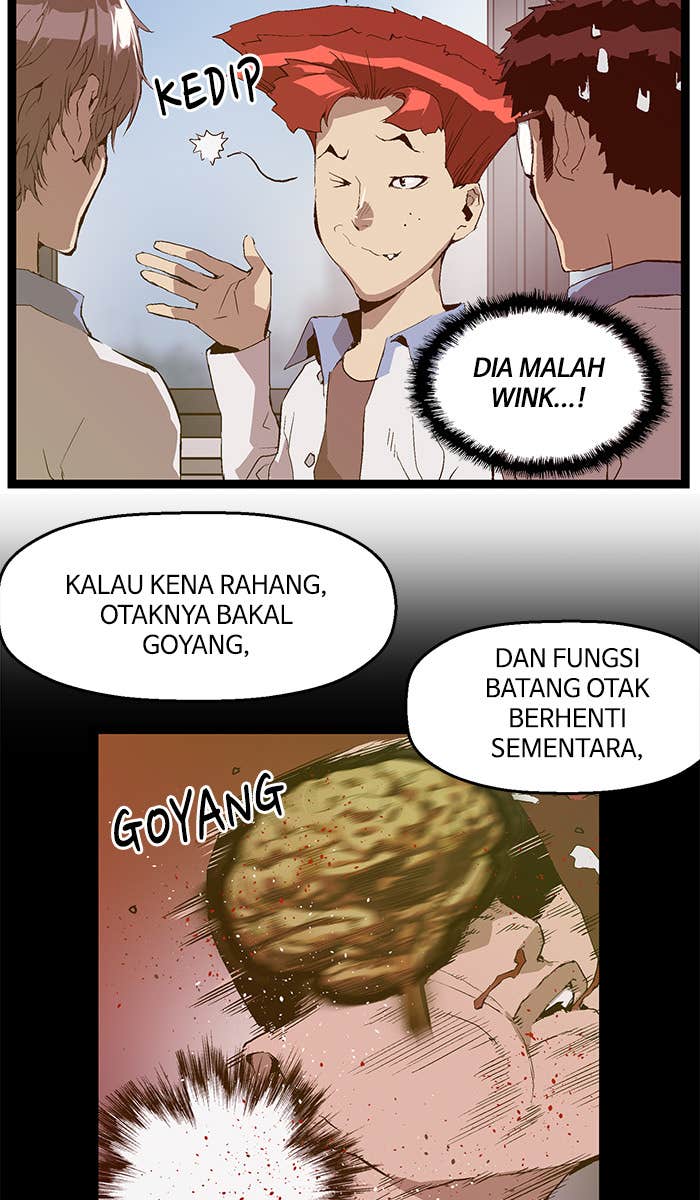 KEDIP
DIA MALAH
WINK...!
KALAU KENA RAHANG,
OTAKNYA BAKAL
GOYANG,
DAN FUNGSI
BATANG OTAK
BERHENTI
SEMENTARA,
GOYANG